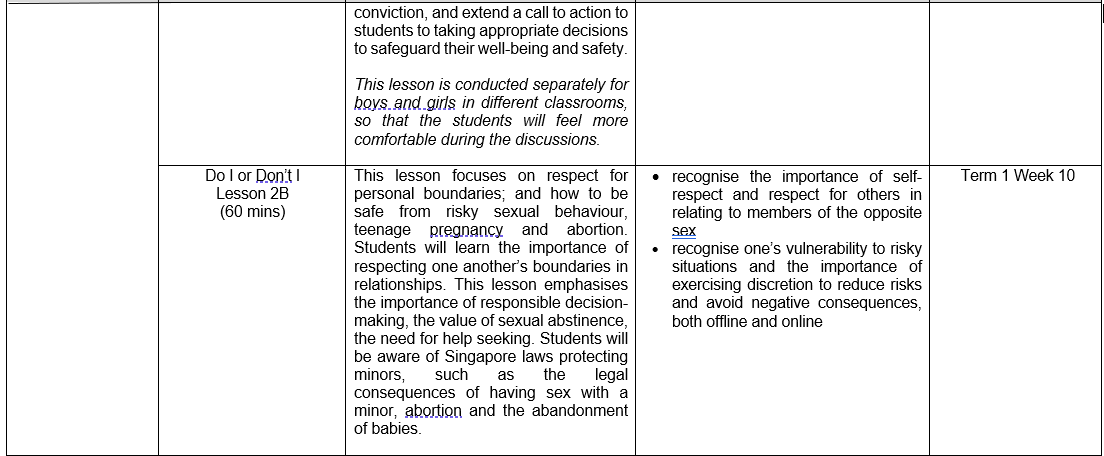 conviction, and extend a call to action to
students to taking appropriate decisions
to safeguard their well-being and safety.
This lesson is conducted separately for
boys and girls in different classrooms,
so that the students will feel more
comfortable during the discussions.
Do I or Don't I
Lesson 2B
(60 mins)
This lesson focuses on respect for
personal boundaries; and how to be
safe from risky sexual behaviour,
teenage pregnancy and abortion.
Students will learn the importance of
respecting one another's boundaries in
relationships. This lesson emphasises
the importance of responsible decision-
making, the value of sexual abstinence,
the need for help seeking. Students will
be aware of Singapore laws protecting
minors, such as the legal
consequences of having sex with a
minor, abortion and the abandonment
of babies.
• recognise the importance of self-
respect and respect for others in
relating to members of the opposite
sex
• recognise one's vulnerability to risky
situations and the importance of
exercising discretion to reduce risks
and avoid negative consequences,
both offline and online
Term 1 Week 10